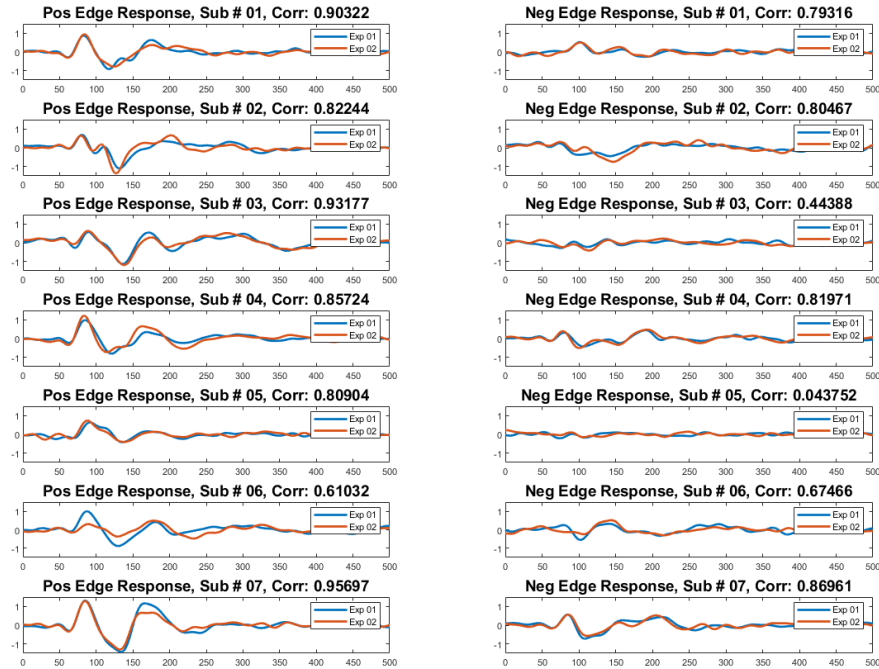 Pos Edge Response, Sub # 01, Corr: 0.90322
1
0
-1
Exp 01
Exp 02
0 50 100 150 200 250 300 350 400 450 500
Neg Edge Response, Sub # 01, Corr: 0.79316
1
0
-1
Exp 01
Exp 02
0 50 100 150 200 250 300 350 400 450 500
Pos Edge Response, Sub # 02, Corr: 0.82244
1
0
-1
Exp 01
Exp 02
0 50 100 150 200 250 300 350 400 450 500
Neg Edge Response, Sub # 02, Corr: 0.80467
1
0
-1
Exp 01
Exp 02
0 50 100 150 200 250 300 350 400 450 500
Pos Edge Response, Sub # 03, Corr: 0.93177
1
0
-1
Exp 01
Exp 02
0 50 100 150 200 250 300 350 400 450 500
Neg Edge Response, Sub # 03, Corr: 0.44388
1
0
-1
Exp 01
Exp 02
0 50 100 150 200 250 300 350 400 450 500
Pos Edge Response, Sub # 04, Corr: 0.85724
1
0
-1
Exp 01
Exp 02
0 50 100 150 200 250 300 350 400 450 500
Neg Edge Response, Sub # 04, Corr: 0.81971
1
0
-1
Exp 01
Exp 02
0 50 100 150 200 250 300 350 400 450 500
Pos Edge Response, Sub # 05, Corr: 0.80904
1
0
-1
Exp 01
Exp 02
0 50 100 150 200 250 300 350 400 450 500
Neg Edge Response, Sub # 05, Corr: 0.043752
1
0
-1
Exp 01
Exp 02
0 50 100 150 200 250 300 350 400 450 500
Pos Edge Response, Sub # 06, Corr: 0.61032
1
0
-1
Exp 01
Exp 02
0 50 100 150 200 250 300 350 400 450 500
Neg Edge Response, Sub # 06, Corr: 0.67466
1
0
-1
Exp 01
Exp 02
0 50 100 150 200 250 300 350 400 450 500
Pos Edge Response, Sub # 07, Corr: 0.95697
1
0
-1
Exp 01
Exp 02
0 50 100 150 200 250 300 350 400 450 500
Neg Edge Response, Sub # 07, Corr: 0.86961
1
0
-1
Exp 01
Exp 02
0 50 100 150 200 250 300 350 400 450 500